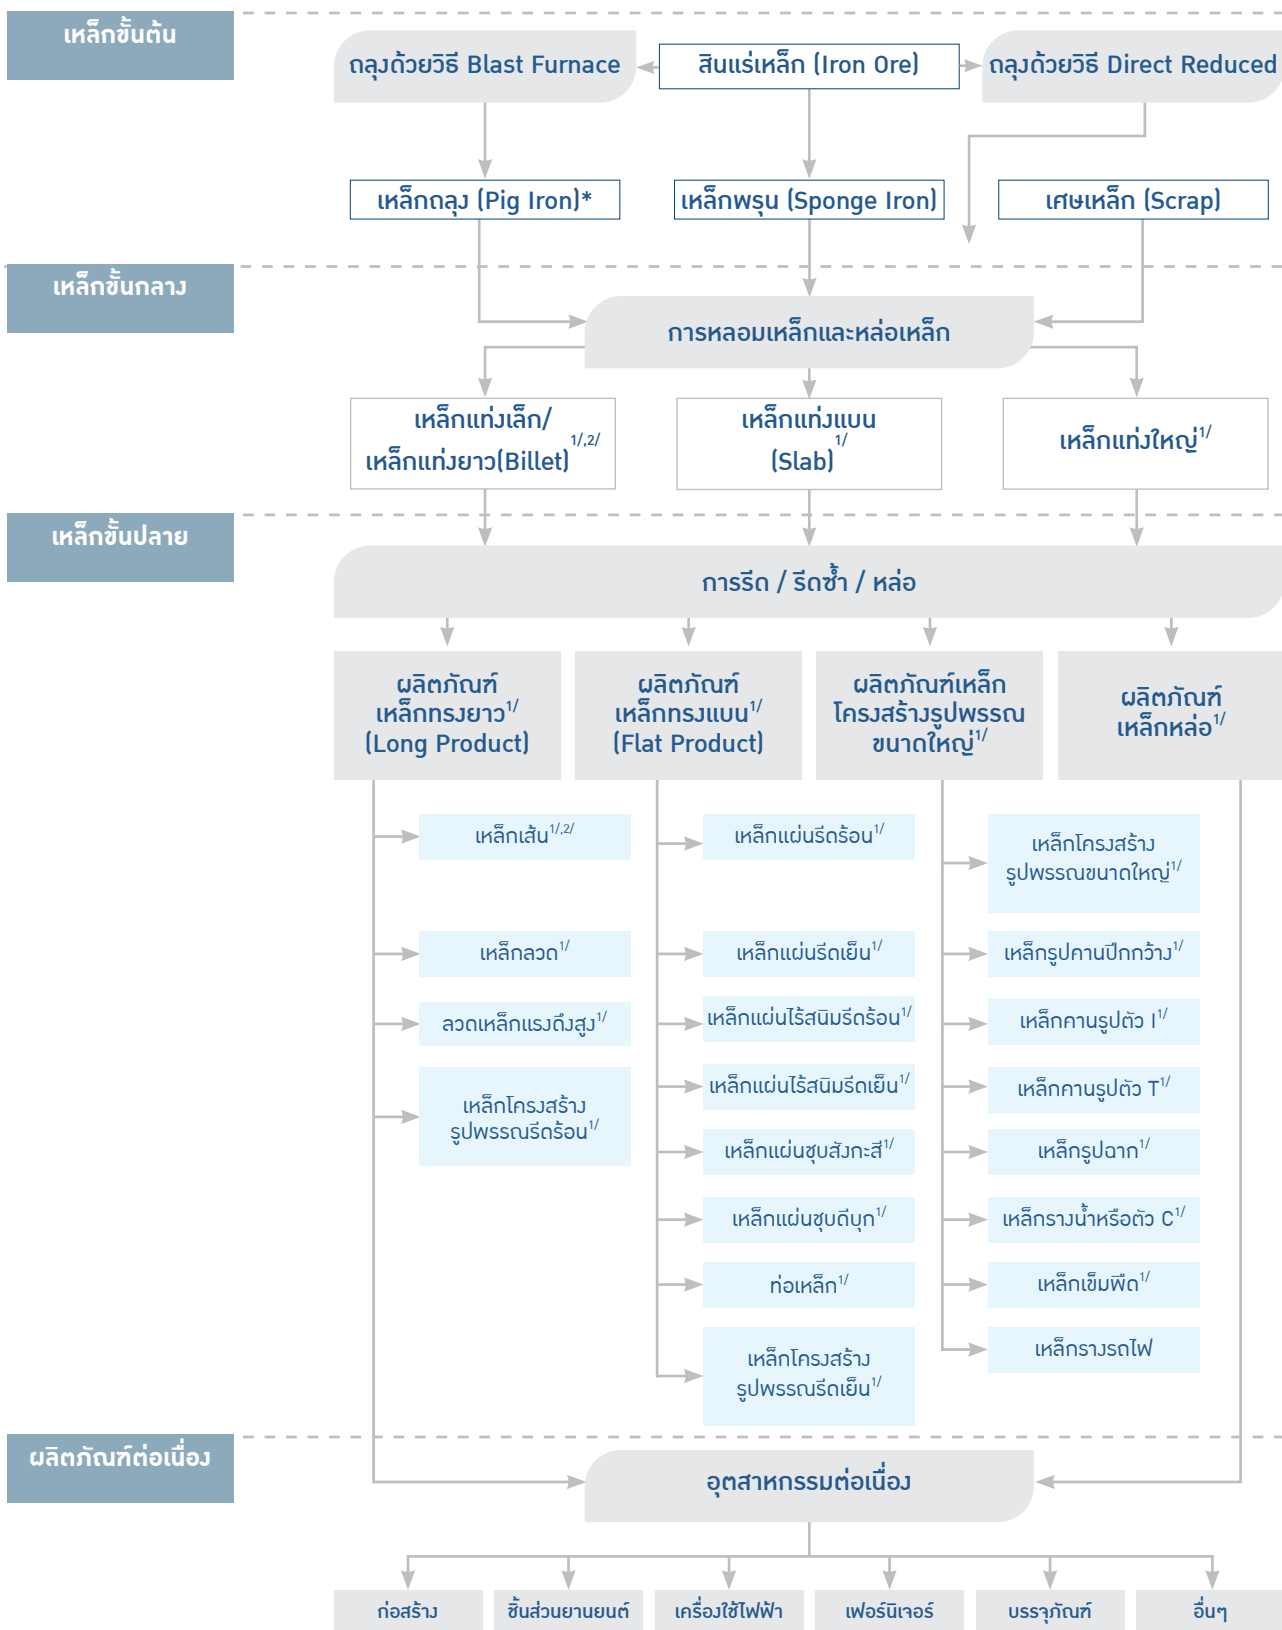 เหล็กขั้นต้น
ถลุงด้วยวิธี Blast Furnace
สินแร่เหล็ก (Iron Ore)
ถลุงด้วยวิธี Direct Reduced
เหล็กถลุง (Pig Iron)*
เหล็กพรุน (Sponge Iron)
เศษเหล็ก (Scrap)
เหล็กขั้นกลาง
การหลอมเหล็กและหล่อเหล็ก
เหล็กแท่งเล็ก/
เหล็กแท่งยาว(Billet)1/,2/
เหล็กแท่งแบน
(Slab)1/
เหล็กแท่งใหญ่1/
เหล็กขั้นปลาย
การรีด / รีดซ้ำ / หล่อ
ผลิตภัณฑ์
เหล็กทรงยาว1/
(Long Product)
ผลิตภัณฑ์
เหล็กทรงแบน1/
(Flat Product)
ผลิตภัณฑ์เหล็ก
โครงสร้างรูปพรรณ
ขนาดใหญ่1/
ผลิตภัณฑ์
เหล็กหล่อ1/
เหล็กเส้น1/,2/
เหล็กลวด1/
ลวดเหล็กแรงดึงสูง1/
เหล็กโครงสร้าง
รูปพรรณรีดร้อน1/
เหล็กแผ่นรีดร้อน1/
เหล็กแผ่นรีดเย็น1/
เหล็กแผ่นไร้สนิมรีดร้อน1/
เหล็กแผ่นไร้สนิมรีดเย็น1/
เหล็กแผ่นชุบสังกะสี1/
เหล็กแผ่นชุบดีบุก1/
ท่อเหล็ก1/
เหล็กโครงสร้าง
รูปพรรณรีดเย็น1/
เหล็กโครงสร้าง
รูปพรรณขนาดใหญ่1/
เหล็กรูปคานปีกกว้าง1/
เหล็กคานรูปตัว I1/
เหล็กคานรูปตัว T1/
เหล็กรูปฉาก1/
เหล็กรางน้ำหรือตัว C1/
เหล็กเข็มพืด1/
เหล็กรางรถไฟ
ผลิตภัณฑ์ต่อเนื่อง
อุตสาหกรรมต่อเนื่อง
ก่อสร้าง
ชิ้นส่วนยานยนต์
เครื่องใช้ไฟฟ้า
เฟอร์นิเจอร์
บรรจุภัณฑ์
อื่นๆ